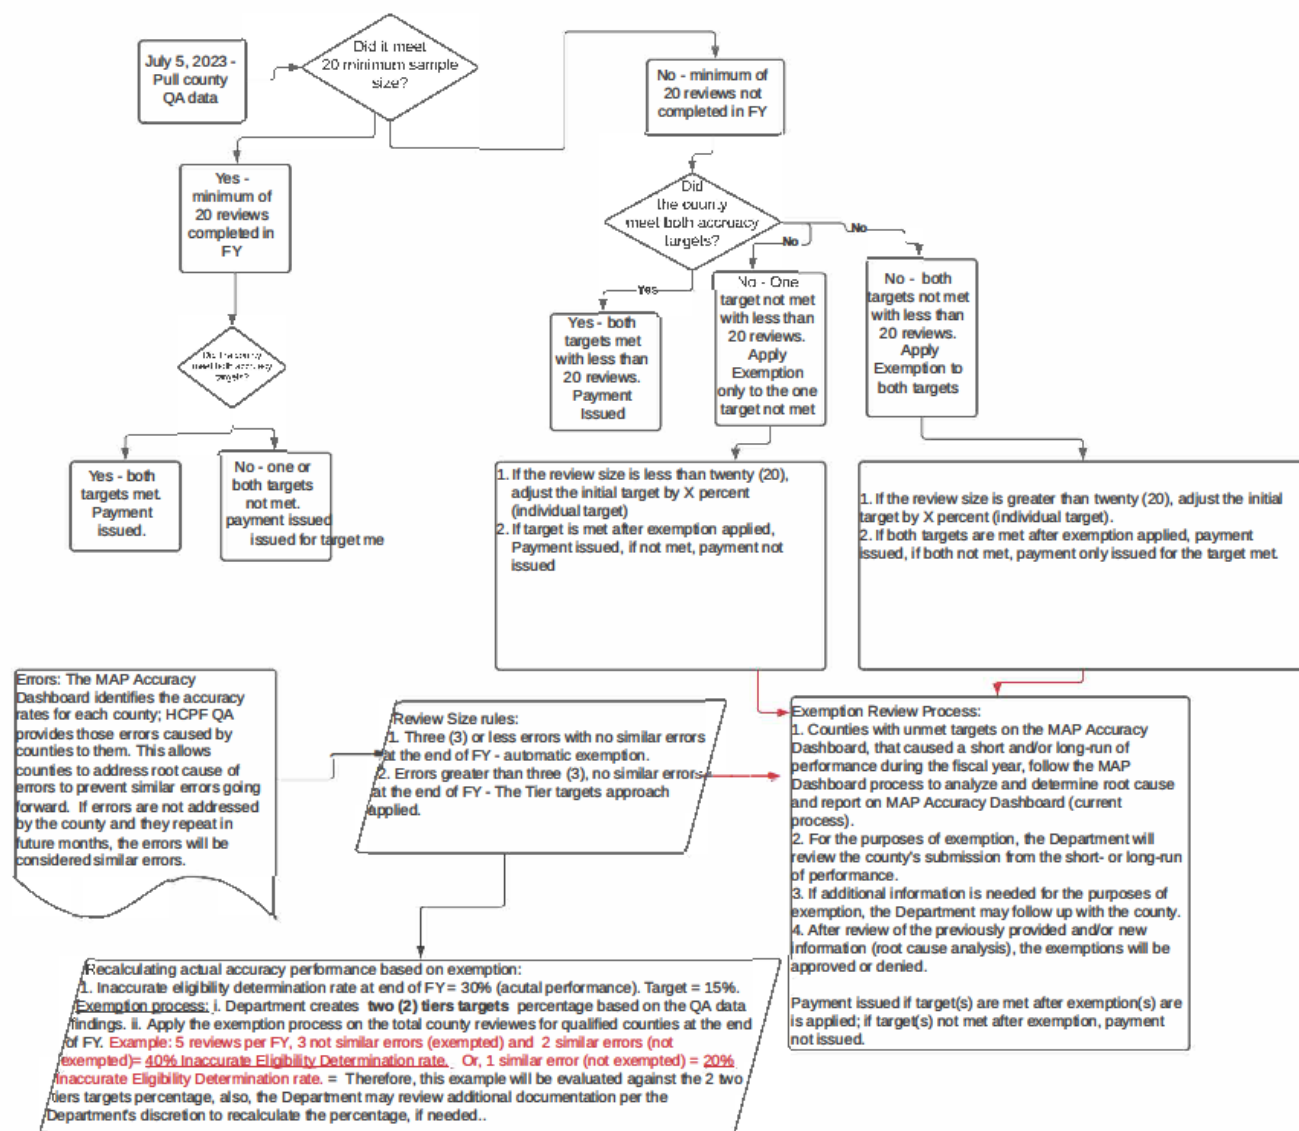 July 5, 2023 -
Pull county
QA data
Did it meet
20 minimum sample
size?
No - minimum of
20 reviews not
completed in FY
Yes -
minimum of
20 reviews
completed in
FY
Did
the county
meet both accruacy
targets?
No
No
Yes
Did the county
meet both accuracy
targets?
Yes - both
targets met.
Payment
issued.
No - one or
both targets
not met.
payment issued
issued for target me
Yes - both
targets met
with less than
20 reviews.
Payment
Issued
No - One
target not met
with less than
20 reviews.
Apply
Exemption
only to the one
target not met
No - both
targets not met
with less than
20 reviews.
Apply
Exemption to
both targets
1. If the review size is less than twenty (20),
adjust the initial target by X percent
(individual target)
2. If target is met after exemption applied,
Payment issued, if not met, payment not
issued
1. If the review size is greater than twenty (20), adjust the initial
target by X percent (individual target).
2. If both targets are met after exemption applied, payment
issued, if both not met, payment only issued for the target met.
Errors: The MAP Accuracy
Dashboard identifies the accuracy
rates for each county; HCPF QA
provides those errors caused by
counties to them. This allows
counties to address root cause of
errors to prevent similar errors going
forward. If errors are not addressed
by the county and they repeat in
future months, the errors will be
considered similar errors.
Review Size rules:
1. Three (3) or less errors with no similar errors
at the end of FY - automatic exemption.
2. Errors greater than three (3), no similar errors
at the end of FY - The Tier targets approach
applied.
Exemption Review Process:
1. Counties with unmet targets on the MAP Accuracy
Dashboard, that caused a short and/or long-run of
performance during the fiscal year, follow the MAP
Dashboard process to analyze and determine root cause
and report on MAP Accuracy Dashboard (current
process).
2. For the purposes of exemption, the Department will
review the county's submission from the short- or long-run
of performance.
3. If additional information is needed for the purposes of
exemption, the Department may follow up with the county.
4. After review of the previously provided and/or new
information (root cause analysis), the exemptions will be
approved or denied.
Payment issued if target(s) are met after exemption(s) are
is applied; if target(s) not met after exemption, payment
not issued.
Recalculating actual accuracy performance based on exemption:
1. Inaccurate eligibility determination rate at end of FY = 30% (acutal performance). Target = 15%.
Exemption process: i. Department creates two (2) tiers targets percentage based on the QA data
findings. ii. Apply the exemption process on the total county reviewes for qualified counties at the end
of FY. Example: 5 reviews per FY, 3 not similar errors (exempted) and 2 similar errors (not
exempted)= 40% Inaccurate Eligibility Determination rate. Or, 1 similar error (not exempted) = 20%
Inaccurate Eligibility Determination rate. = Therefore, this example will be evaluated against the 2 two
tiers targets percentage, also, the Department may review additional documentation per the
Department's discretion to recalculate the percentage, if needed..